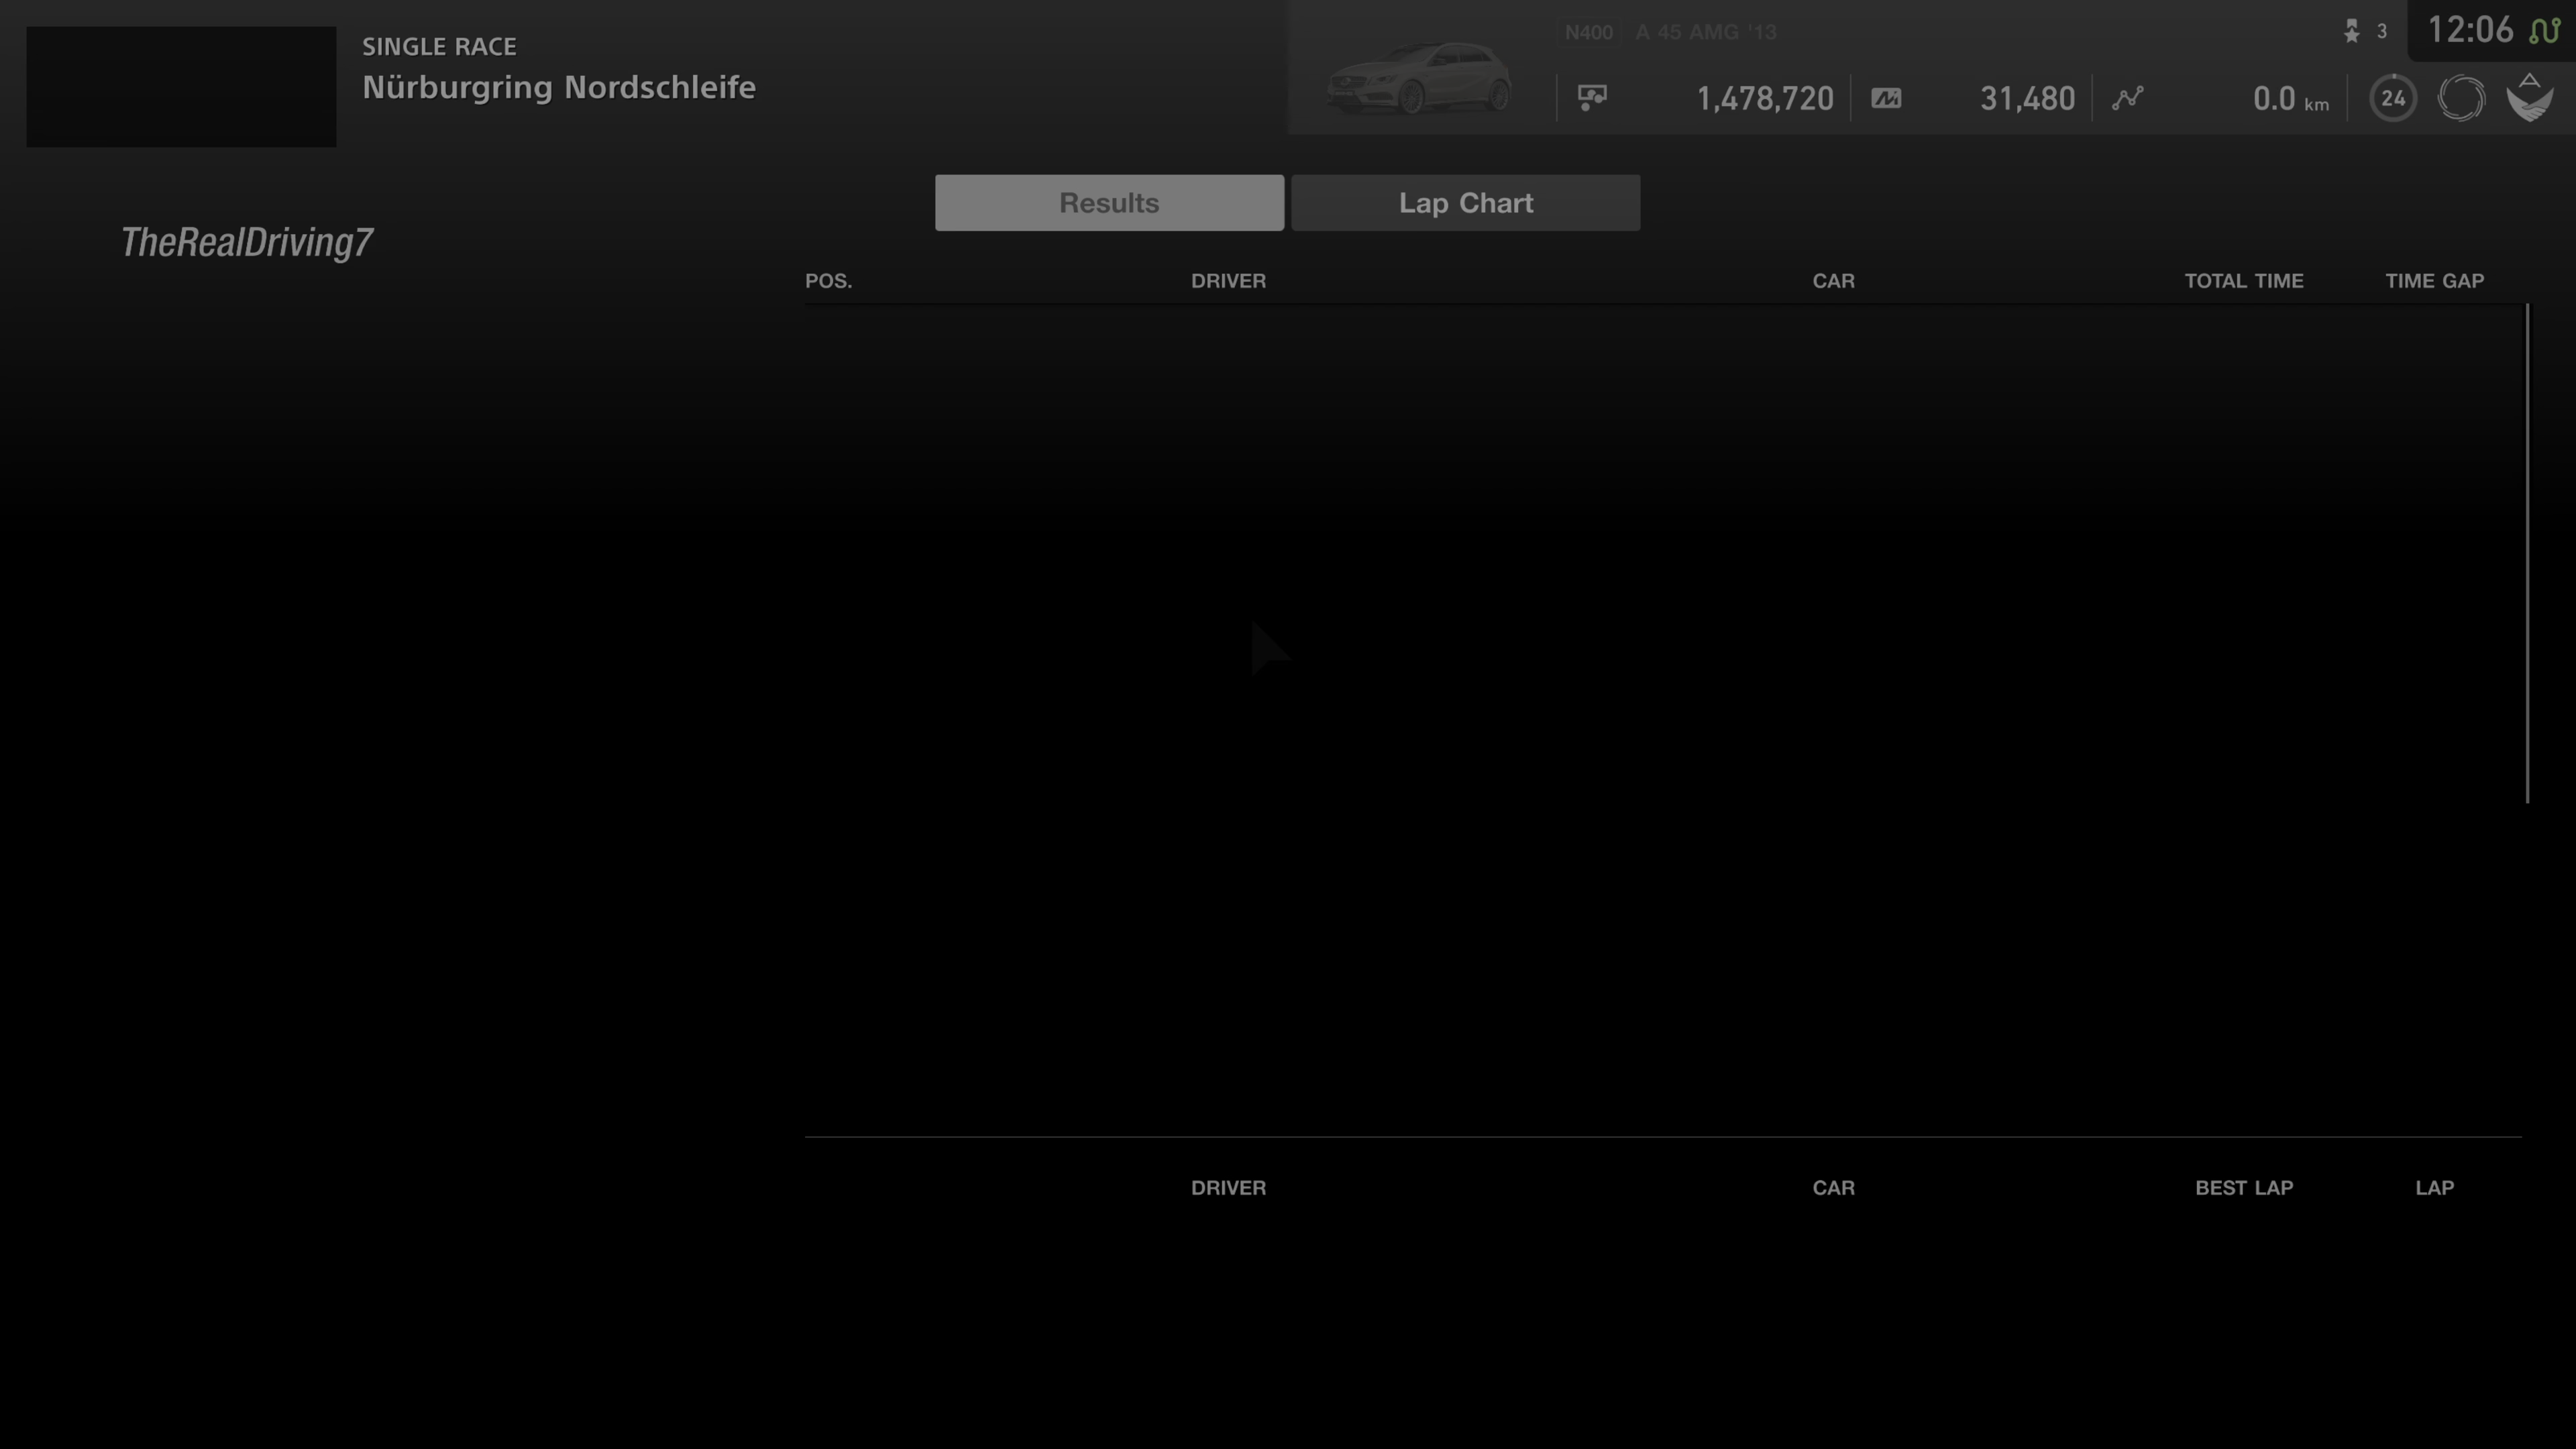 SINGLE RACE
Nürburgring Nordschleife
N400 A 45 AMG '13
3
12:06
1,478,720
31,480
0.0 km
24
Results
Lap Chart
TheRealDriving7
POS. DRIVER CAR TOTAL TIME TIME GAP
DRIVER CAR BEST LAP LAP